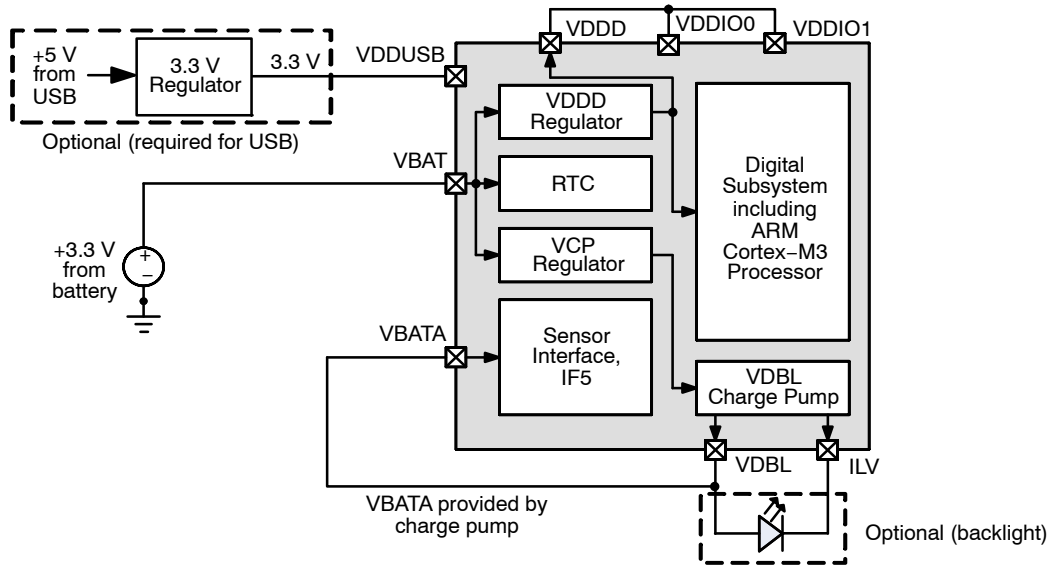 VDDD
VDDIO0
VDDIO1
+5 V
from
USB
3.3 V
Regulator
3.3 V
VDDUSB
Optional (required for USB)
VDDD
Regulator
VBAT
RTC
Digital
Subsystem
including
ARM
Cortex−M3
Processor
+3.3 V
from
battery
+
−
VCP
Regulator
VBATA
Sensor
Interface,
IF5
VDBL
Charge Pump
VDBL
ILV
VBATA provided by
charge pump
Optional (backlight)